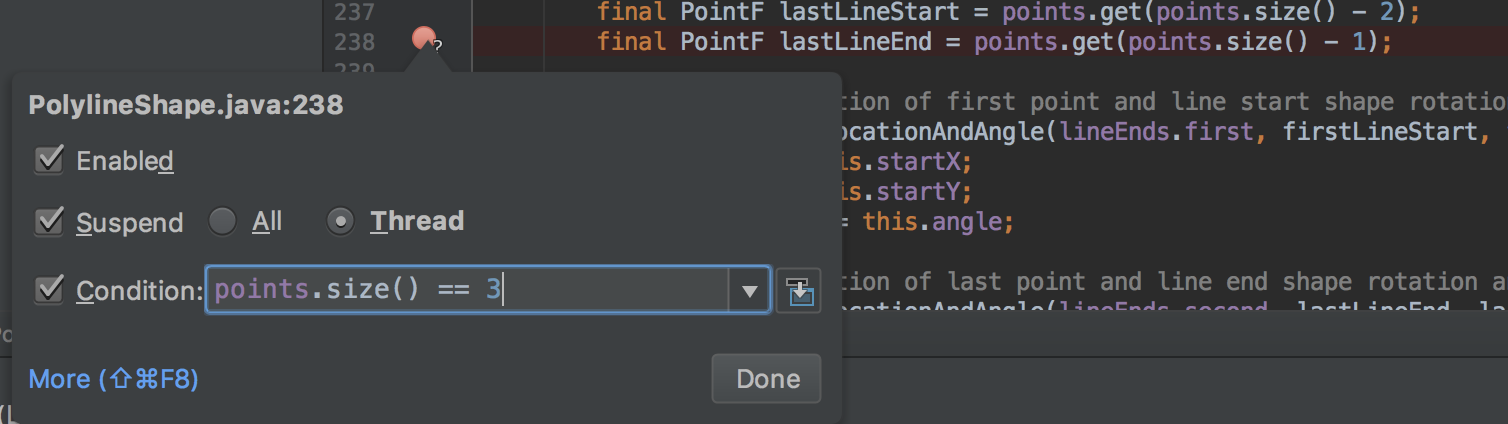 237 final PointF lastLineStart = points.get(points.size() - 2);
238 ? final PointF lastLineEnd = points.get(points.size() - 1);
239
PolylineShape.java:238
tion of first point and line start shape rotation
ocationAndAngle(lineEnds.first, firstLineStart,
Enabled
is.startX;
is.startY;
Suspend All Thread
= this.angle;
Condition: points.size() == 3
tion of last point and line end shape rotation a
ocationAndAngle(lineEnds.second, lastLineEnd, la
More (⇧⌘F8)
Done